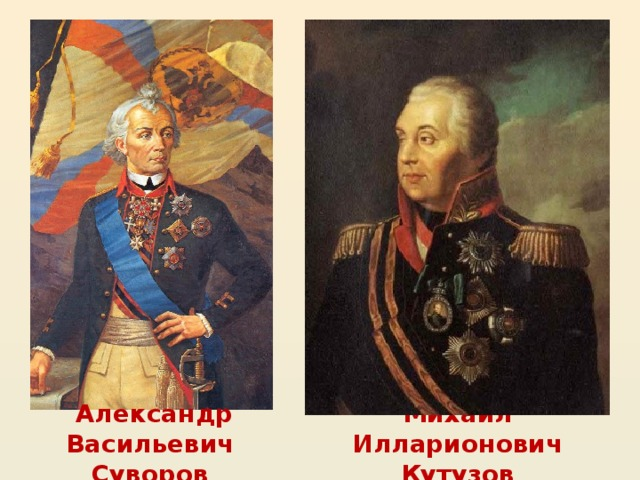 Александр
Васильевич
Суворов
Михаил
Илларионович
Кутузов